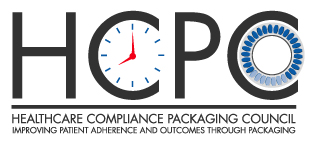 HCPC
HEALTHCARE COMPLIANCE PACKAGING COUNCIL
IMPROVING PATIENT ADHERENCE AND OUTCOMES THROUGH PACKAGING